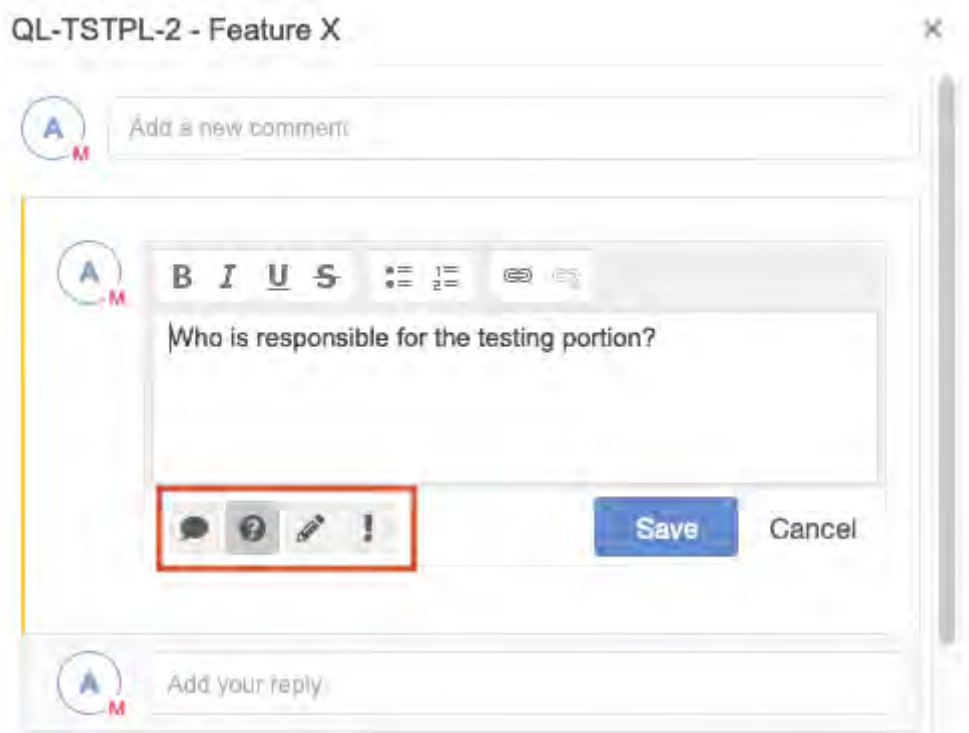 QL-TSTPL-2 - Feature X
A
M
Add a new comment
A
M
B I U S
Who is responsible for the testing portion?
Save Cancel
A
M
Add your reply